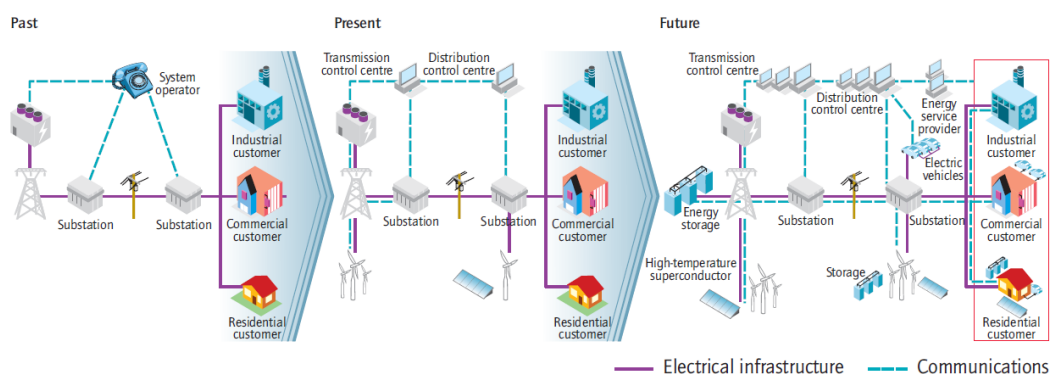 Past
System
operator
Substation
Substation
Industrial
customer
Commercial
customer
Residential
customer
Present
Transmission
control centre
Distribution
control centre
Substation
Substation
Industrial
customer
Commercial
customer
Residential
customer
Future
Transmission
control centre
Distribution
control centre
Energy
service
provider
Electric
vehicles
Energy
storage
Substation
Substation
High-temperature
superconductor
Storage
Industrial
customer
Commercial
customer
Residential
customer
Electrical infrastructure
Communications